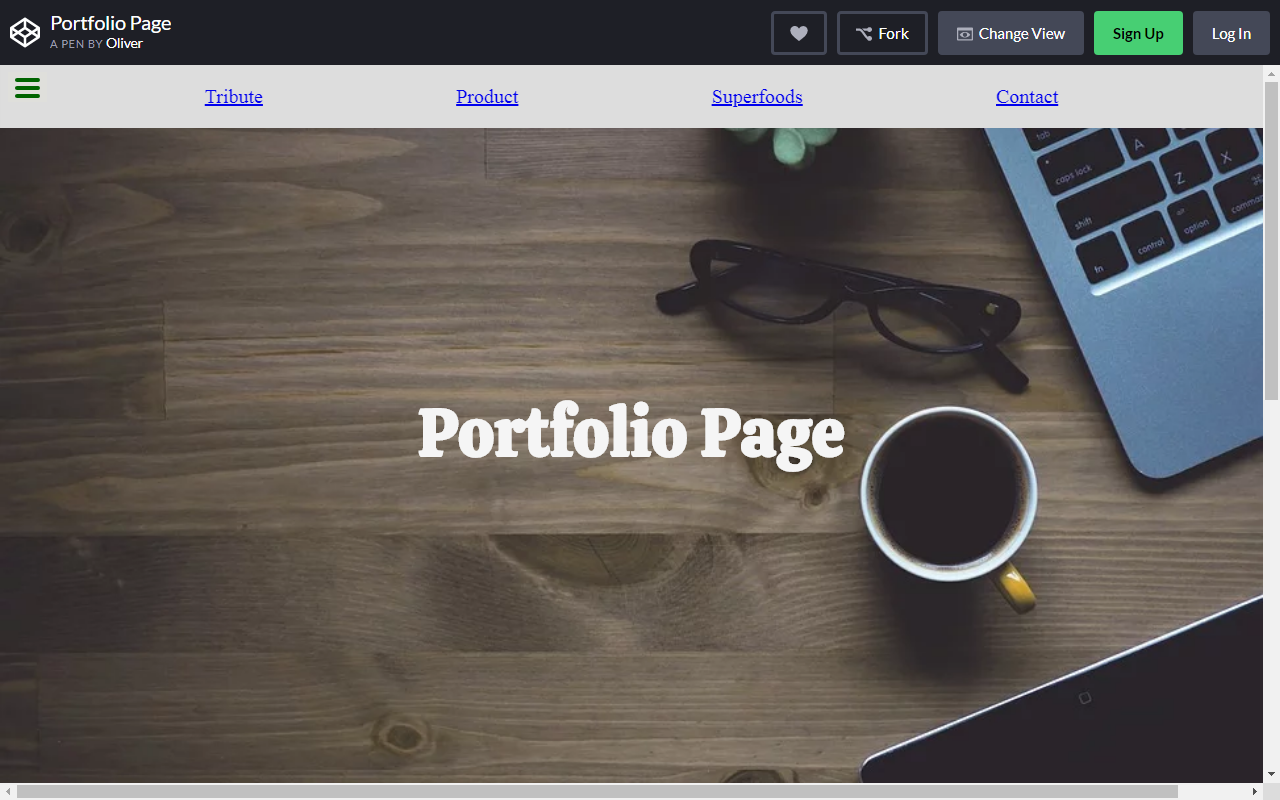 Portfolio Page
A PEN BY Oliver
Fork
Change View
Sign Up
Log In
Tribute
Product
Superfoods
Contact
tab
caps lock
A
shift
Z
X
fn
control
alt
option
⌘
command
Portfolio Page